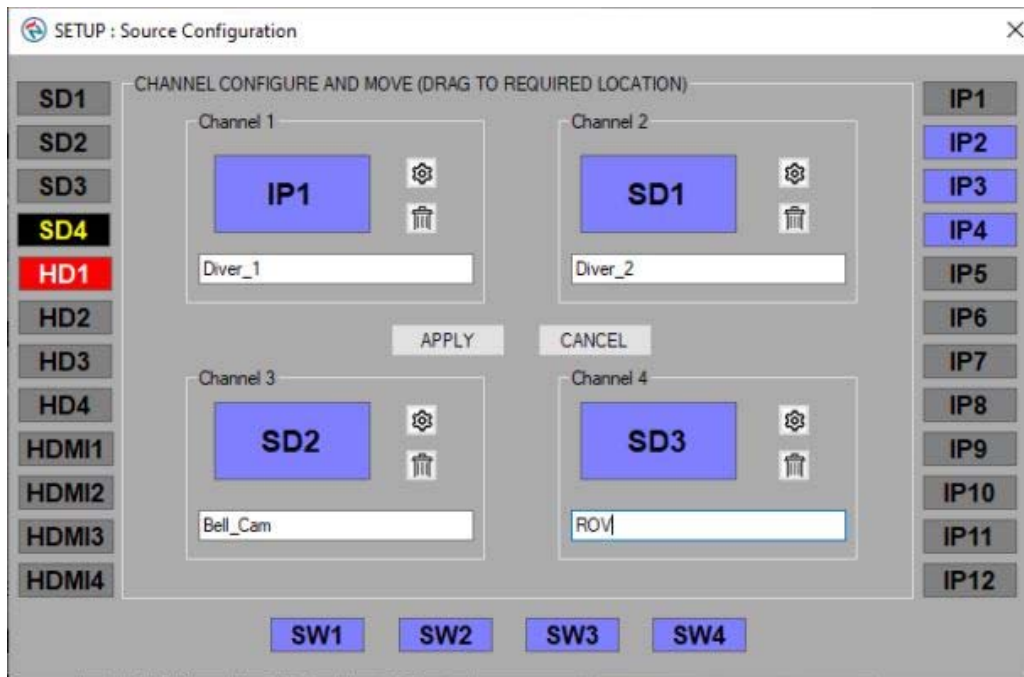 SETUP : Source Configuration
CHANNEL CONFIGURE AND MOVE (DRAG TO REQUIRED LOCATION)
SD1
SD2
SD3
SD4
HD1
HD2
HD3
HD4
HDMI1
HDMI2
HDMI3
HDMI4
Channel 1
IP1
Diver_1
Channel 2
SD1
Diver_2
APPLY
CANCEL
Channel 3
SD2
Bell_Cam
Channel 4
SD3
ROV
IP1
IP2
IP3
IP4
IP5
IP6
IP7
IP8
IP9
IP10
IP11
IP12
SW1
SW2
SW3
SW4